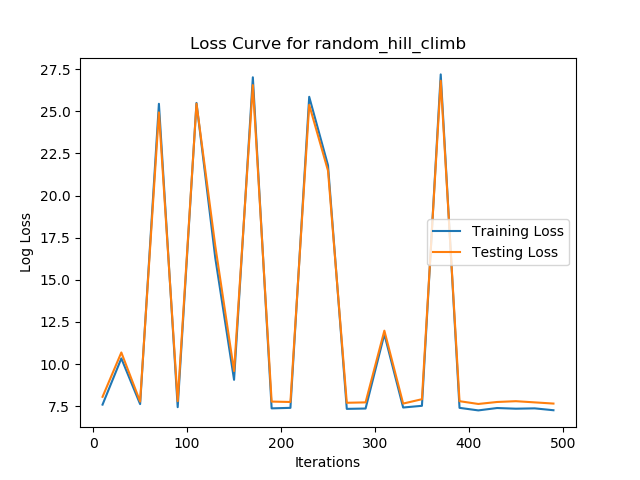 Loss Curve for random_hill_climb
27.5
25.0
22.5
20.0
17.5
15.0
12.5
10.0
7.5
Log Loss
Training Loss
Testing Loss
0 100 200 300 400 500
Iterations